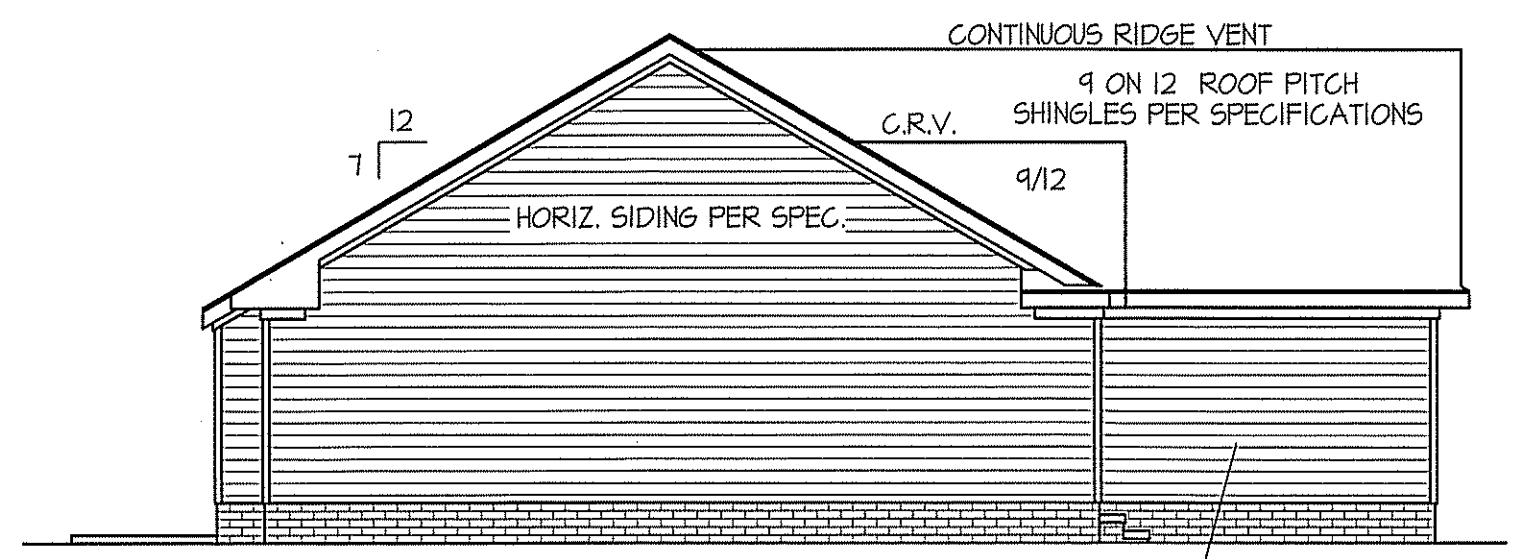 CONTINUOUS RIDGE VENT
9 ON 12 ROOF PITCH
SHINGLES PER SPECIFICATIONS
12
7
C.R.V.
9/12
HORIZ. SIDING PER SPEC.